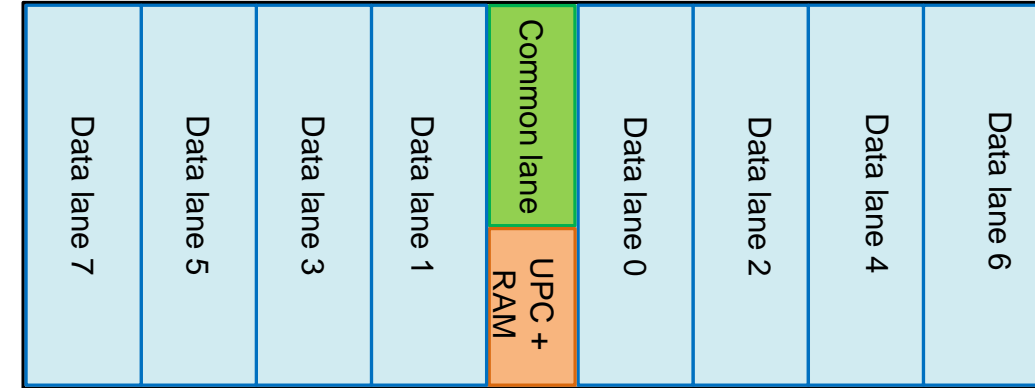 Data lane 7
Data lane 5
Data lane 3
Data lane 1
Common lane
UPC +
RAM
Data lane 0
Data lane 2
Data lane 4
Data lane 6